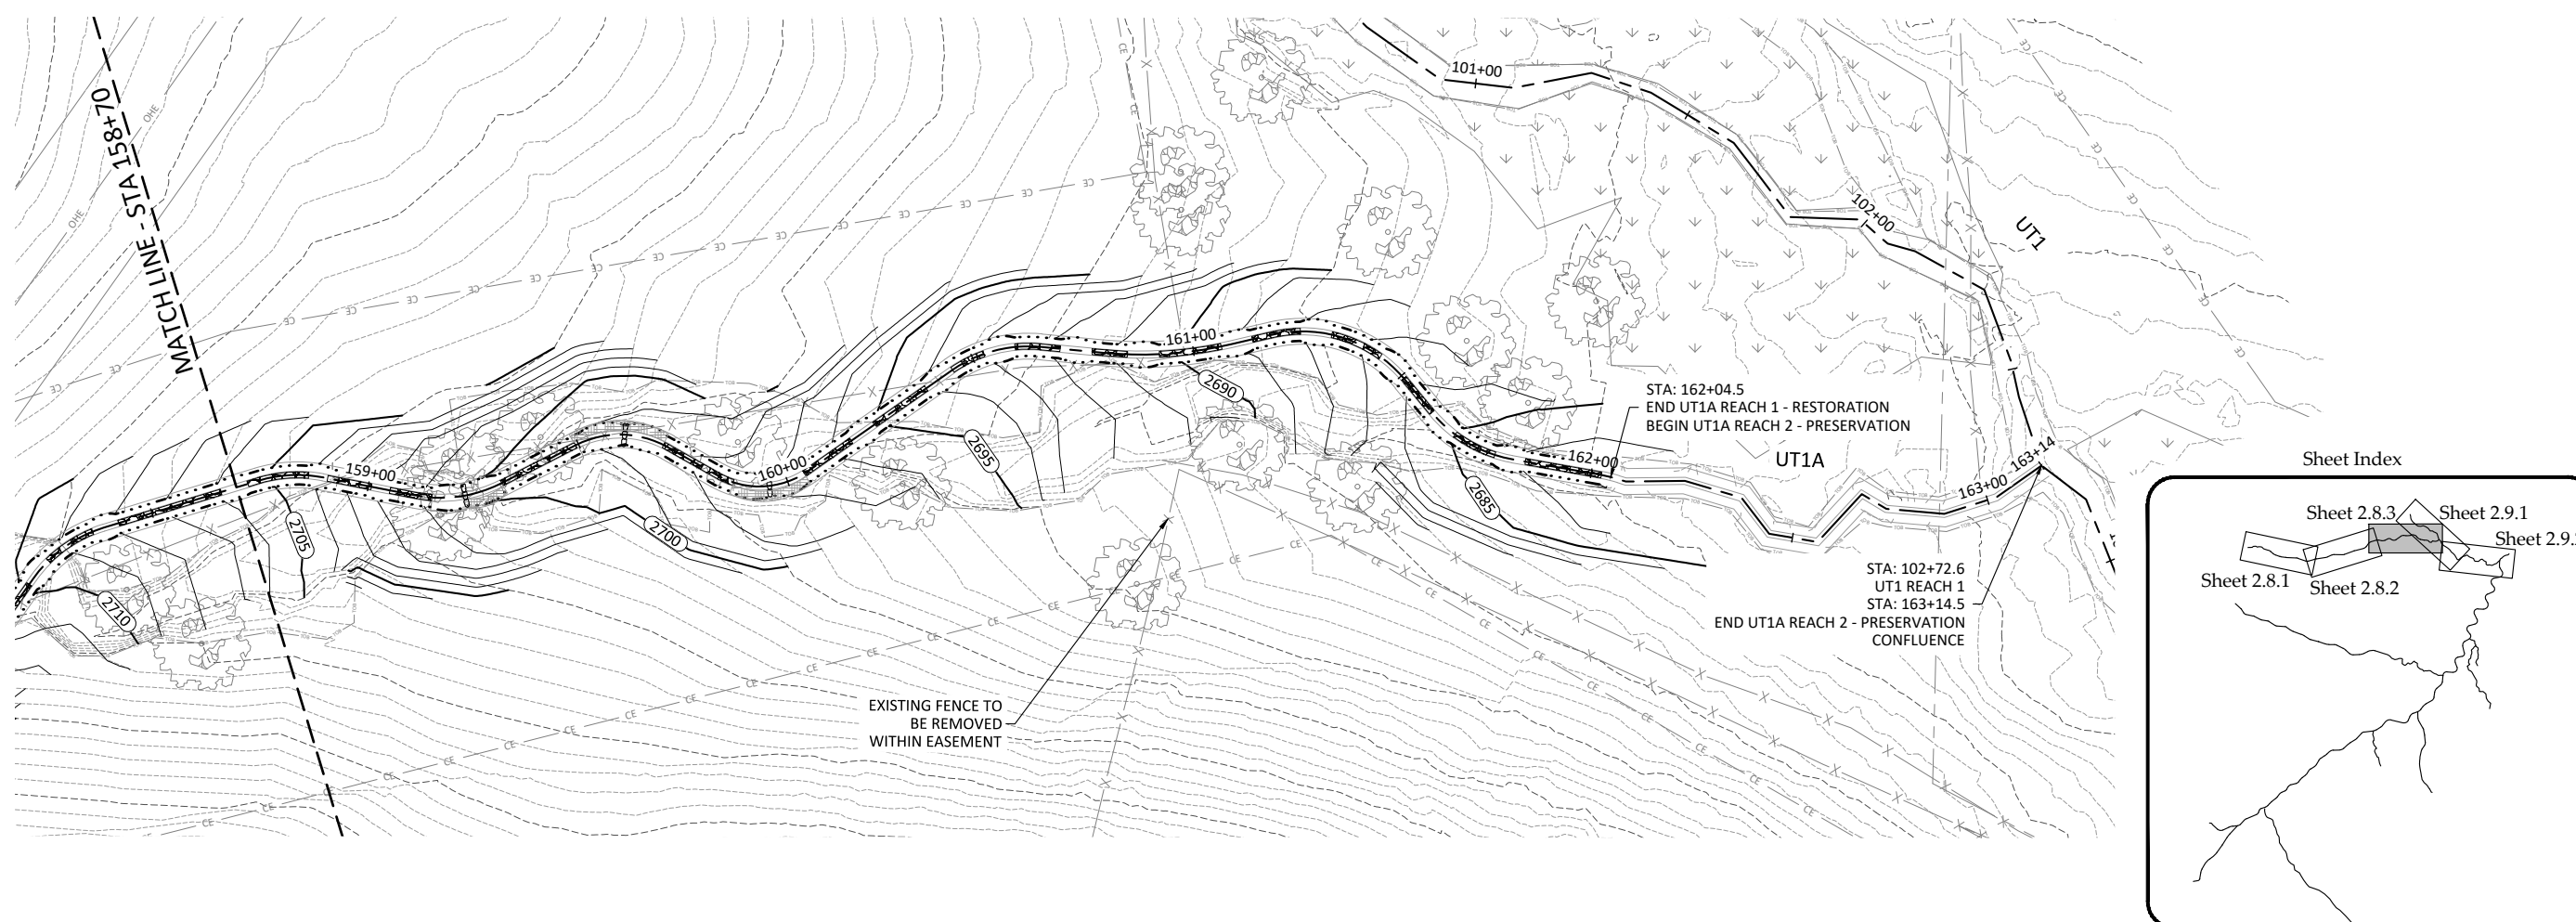 MATCH LINE - STA 158+70
OHE
OHE
CE
CE
X
101+00
102+00
UT1
159+00
160+00
161+00
162+00
163+00
163+14
2710
2705
2700
2695
2690
2685
STA: 162+04.5
END UT1A REACH 1 - RESTORATION
BEGIN UT1A REACH 2 - PRESERVATION
UT1A
STA: 102+72.6
UT1 REACH 1
STA: 163+14.5
END UT1A REACH 2 - PRESERVATION
CONFLUENCE
EXISTING FENCE TO
BE REMOVED
WITHIN EASEMENT
Sheet Index
Sheet 2.8.3
Sheet 2.9.1
Sheet 2.8.1
Sheet 2.8.2